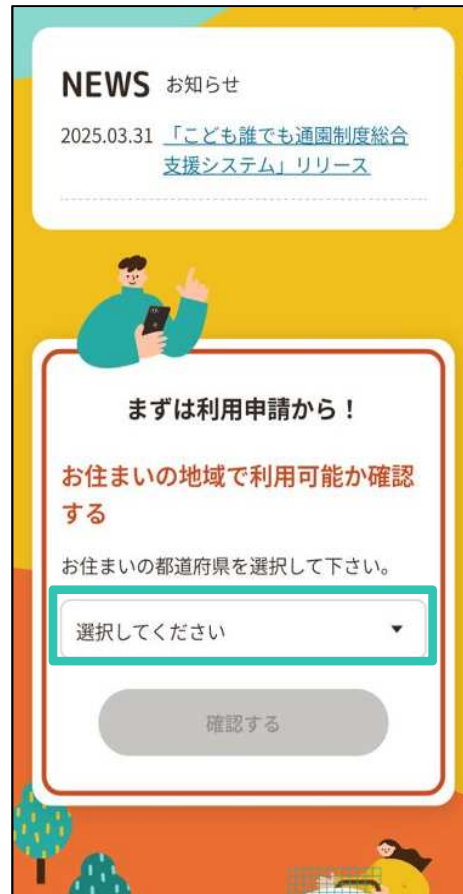 NEWS お知らせ
2025.03.31 「こども誰でも通園制度総合
支援システム」リリース
まずは利用申請から！
お住まいの地域で利用可能か確認
する
お住まいの都道府県を選択して下さい。
選択してください
確認する